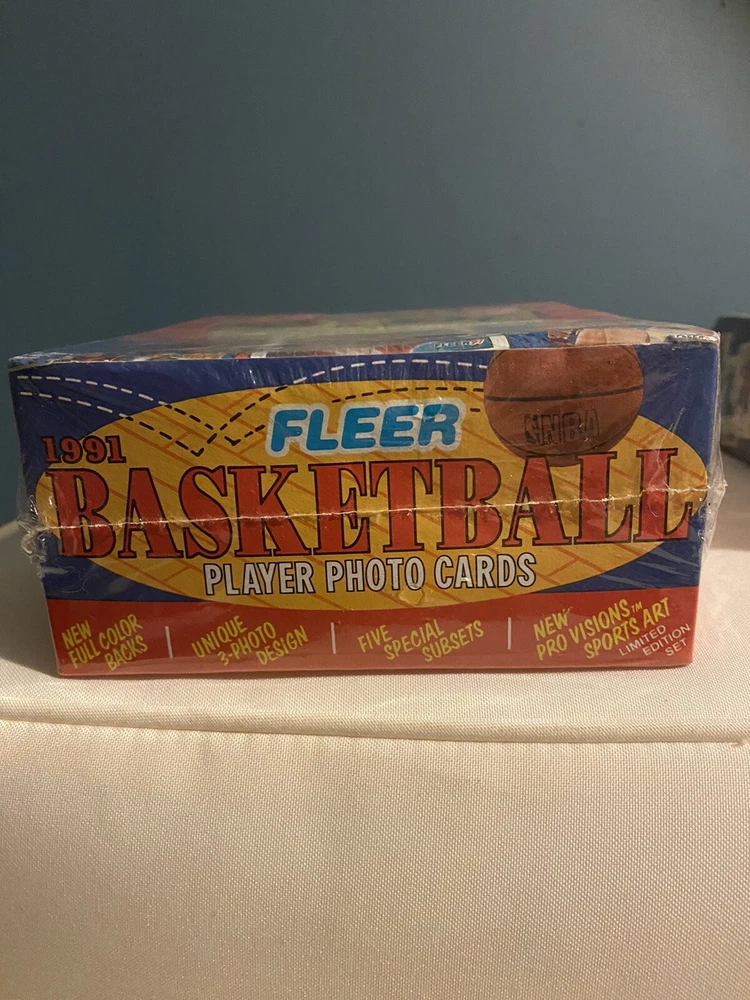 FLEER
1991
BASKETBALL
PLAYER PHOTO CARDS
NEW
FULL COLOR
BACKS
UNIQUE
3-PHOTO
DESIGN
FIVE
SPECIAL
SUBSETS
NEW
PRO VISIONS™
SPORTS ART
LIMITED
EDITION
SET
NBA
FLEER